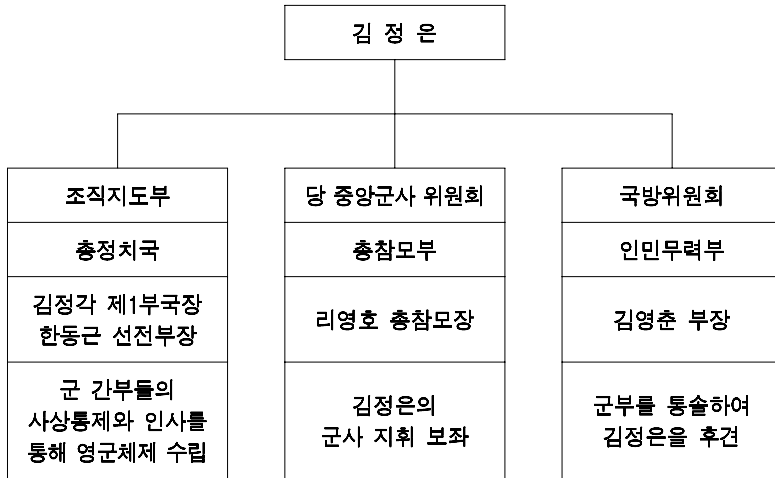 김 정 은
조직지도부
총정치국
김정각 제1부국장
한동근 선전부장
군 간부들의
사상통제와 인사를
통해 영군체제 수립
당 중앙군사 위원회
총참모부
리영호 총참모장
김정은의
군사 지휘 보좌
국방위원회
인민무력부
김영춘 부장
군부를 통솔하여
김정은을 후견